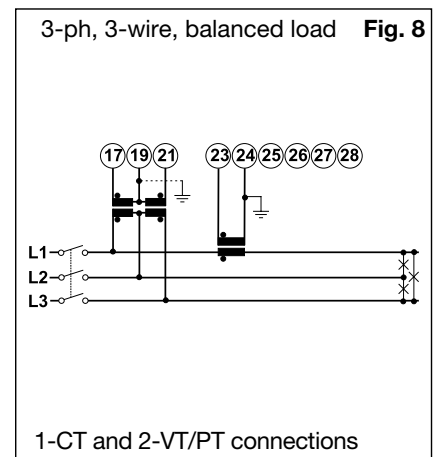 3-ph, 3-wire, balanced load Fig. 8
17 19 21 23 24 25 26 27 28
L1
L2
L3
1-CT and 2-VT/PT connections